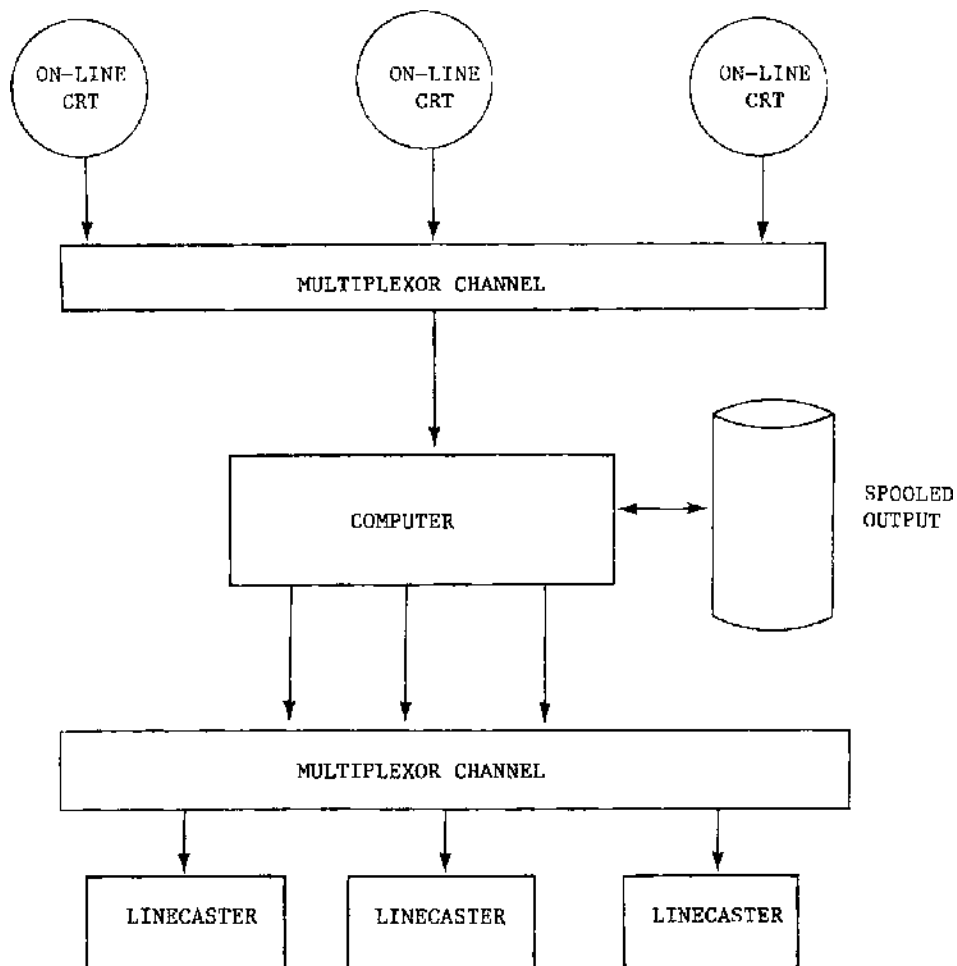 ON-LINE
CRT
ON-LINE
CRT
ON-LINE
CRT
MULTIPLEXOR CHANNEL
COMPUTER
SPOOLED
OUTPUT
MULTIPLEXOR CHANNEL
LINECASTER
LINECASTER
LINECASTER